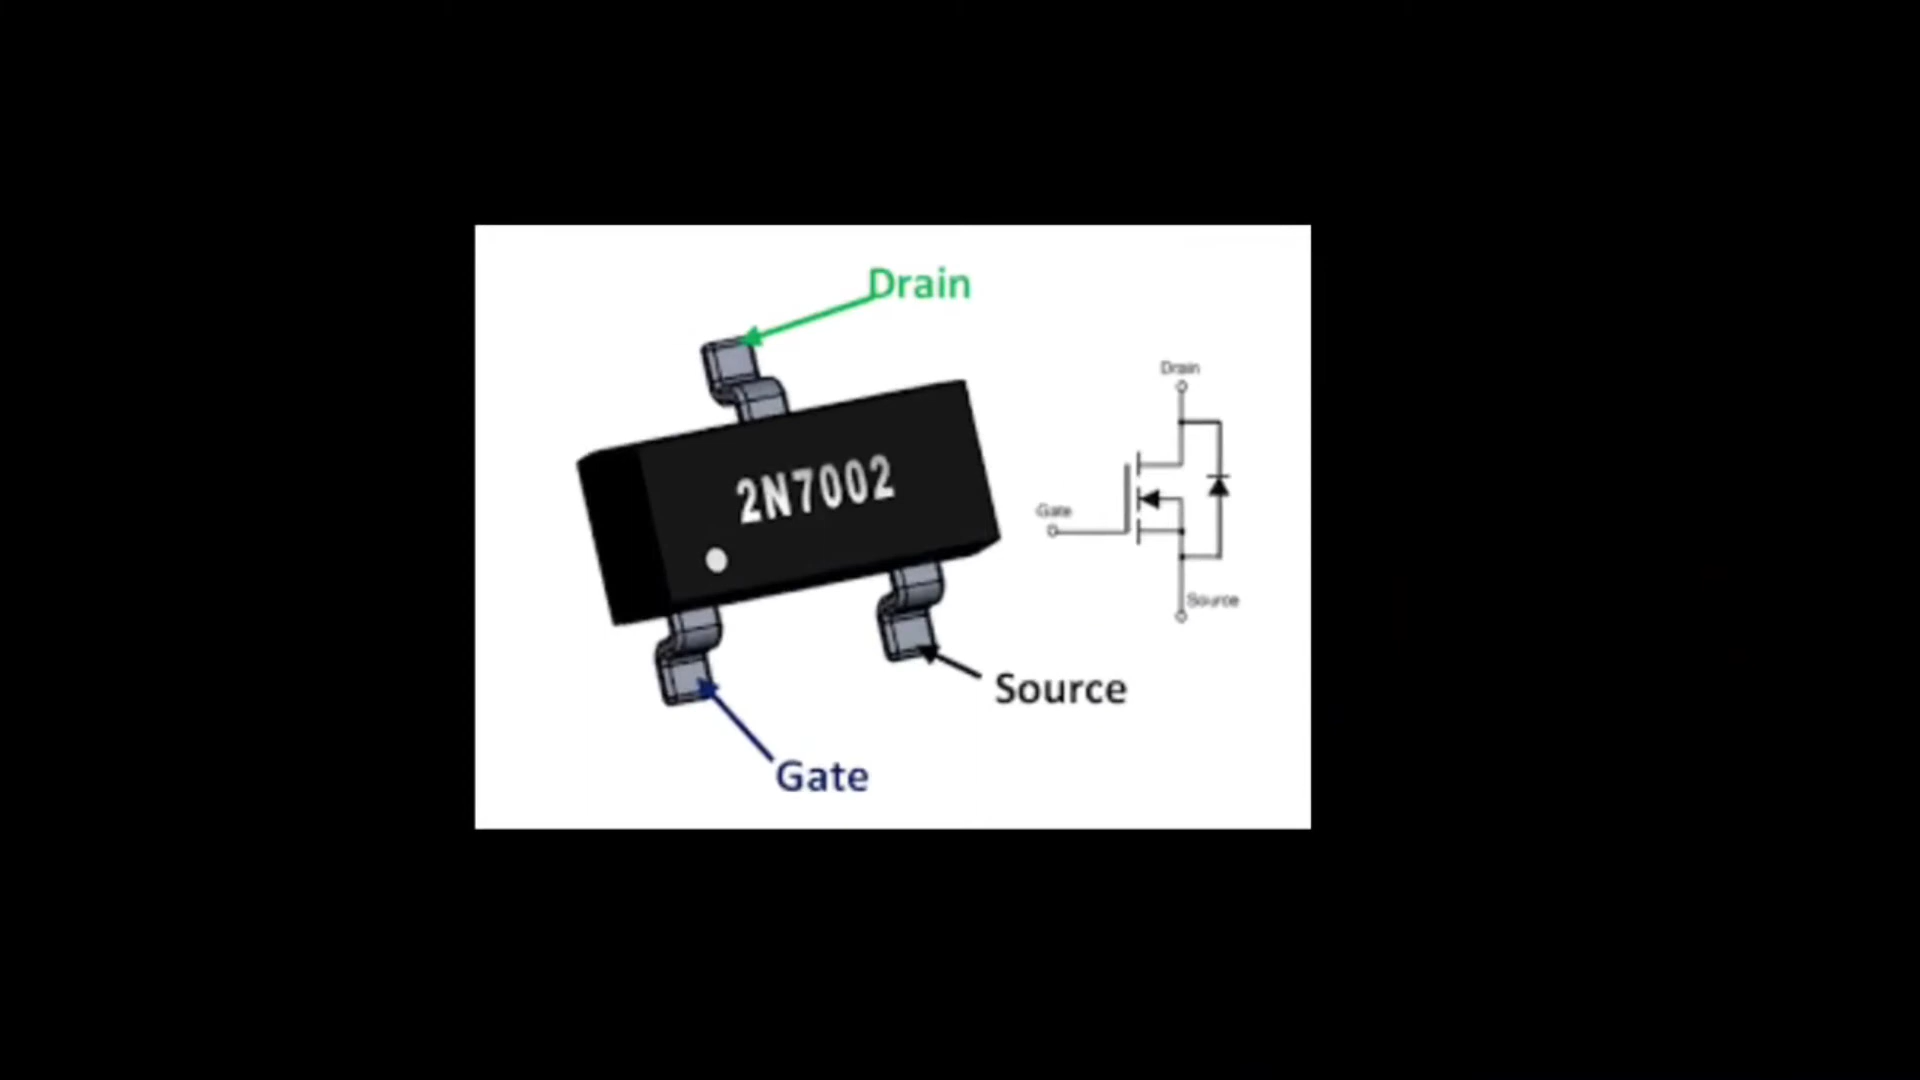 Drain
2N7002
Source
Gate
Drain
Gate
Source